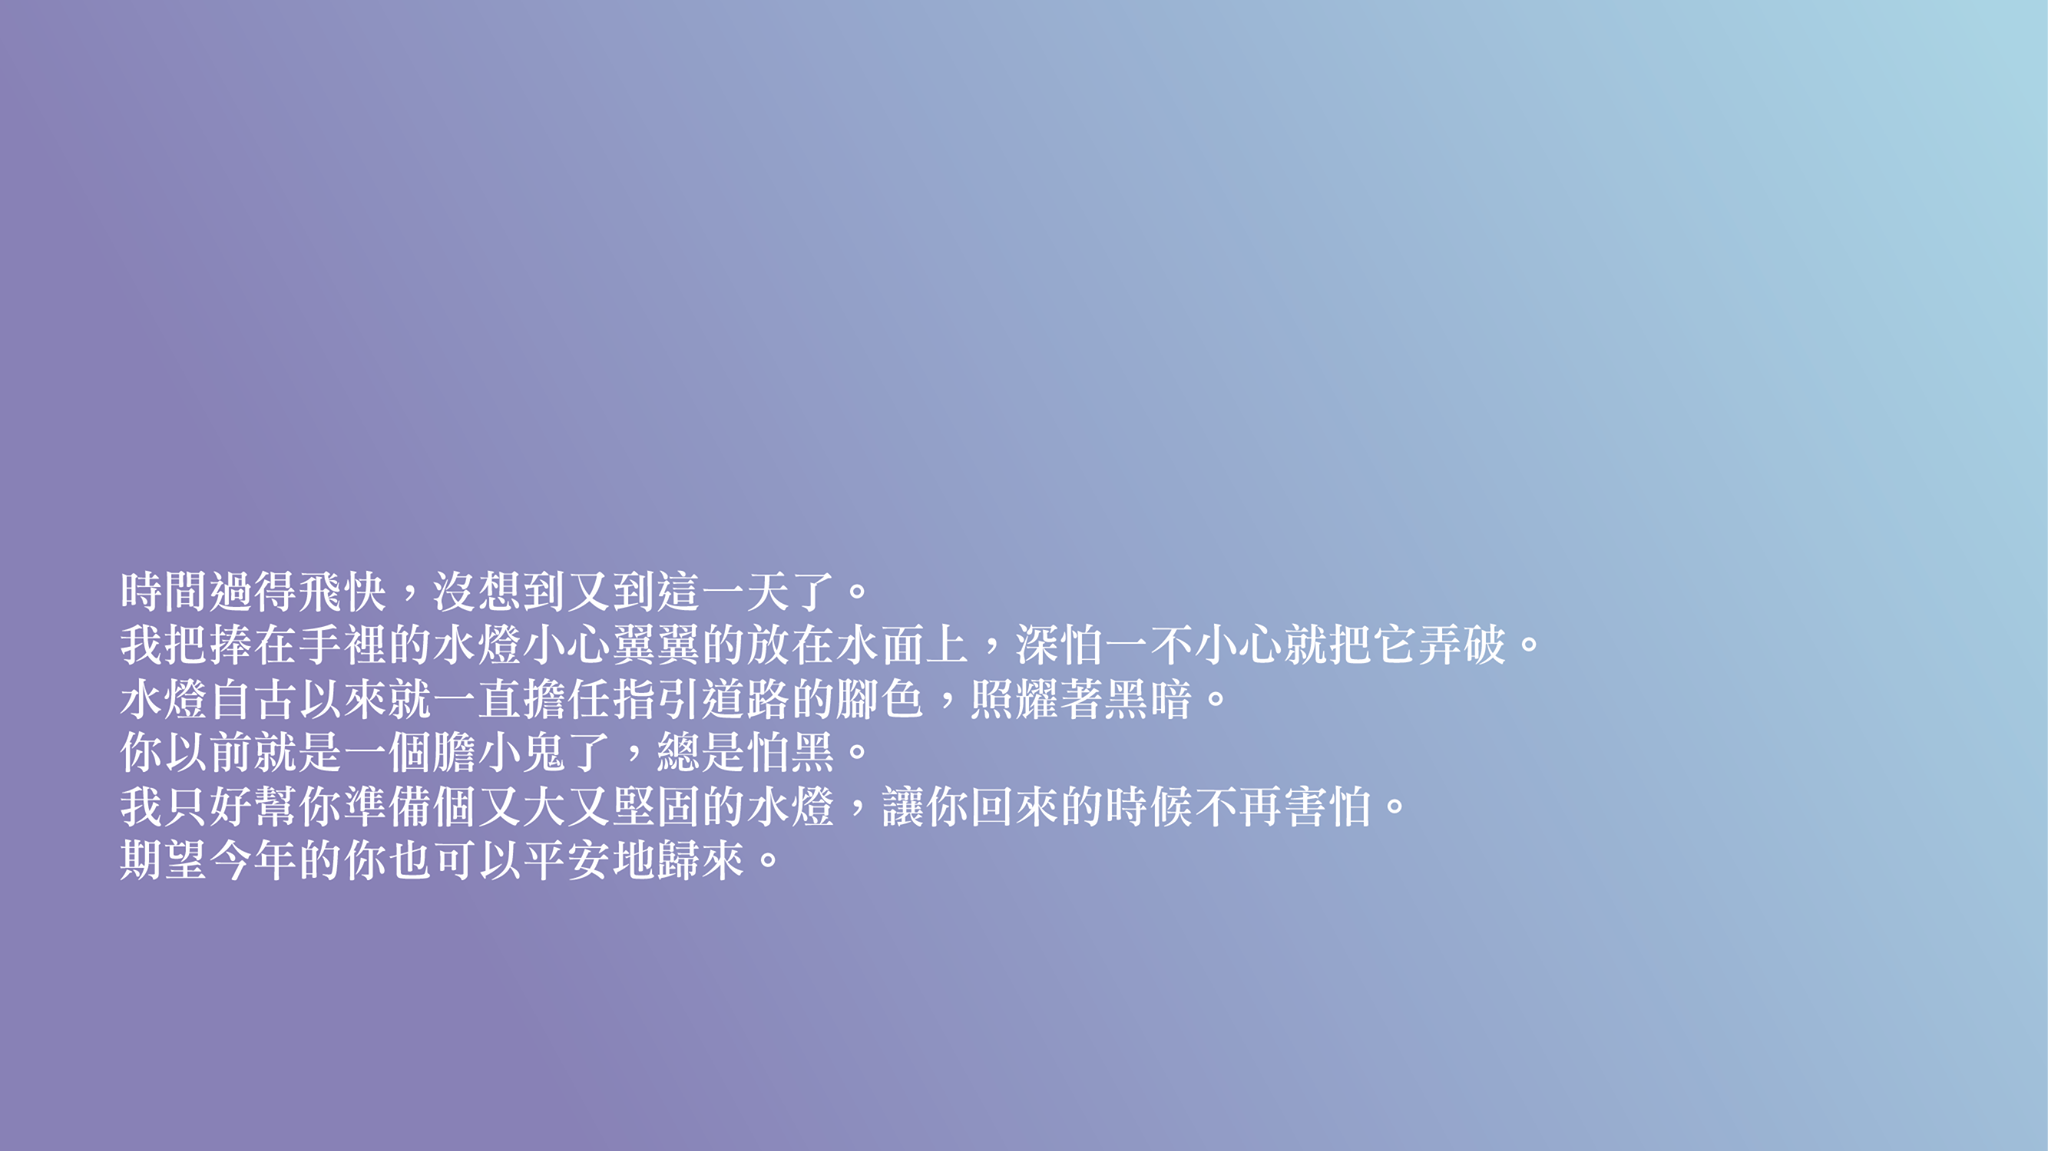 時間過得飛快，沒想到又到這一天了。
我把捧在手裡的水燈小心翼翼的放在水面上，深怕一不小心就把它弄破。
水燈自古以來就一直擔任指引道路的腳色，照耀著黑暗。
你以前就是一個膽小鬼了，總是怕黑。
我只好幫你準備個又大又堅固的水燈，讓你回來的時候不再害怕。
期望今年的你也可以平安地歸來。